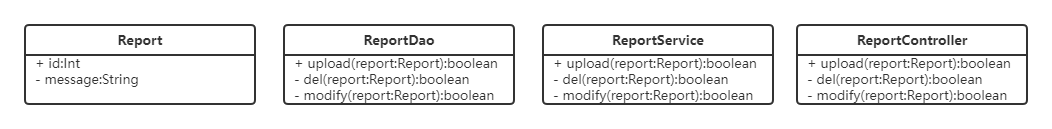 Report
+ id:Int
- message:String
ReportDao
+ upload(report:Report):boolean
- del(report:Report):boolean
- modify(report:Report):boolean
ReportService
+ upload(report:Report):boolean
- del(report:Report):boolean
- modify(report:Report):boolean
ReportController
+ upload(report:Report):boolean
- del(report:Report):boolean
- modify(report:Report):boolean